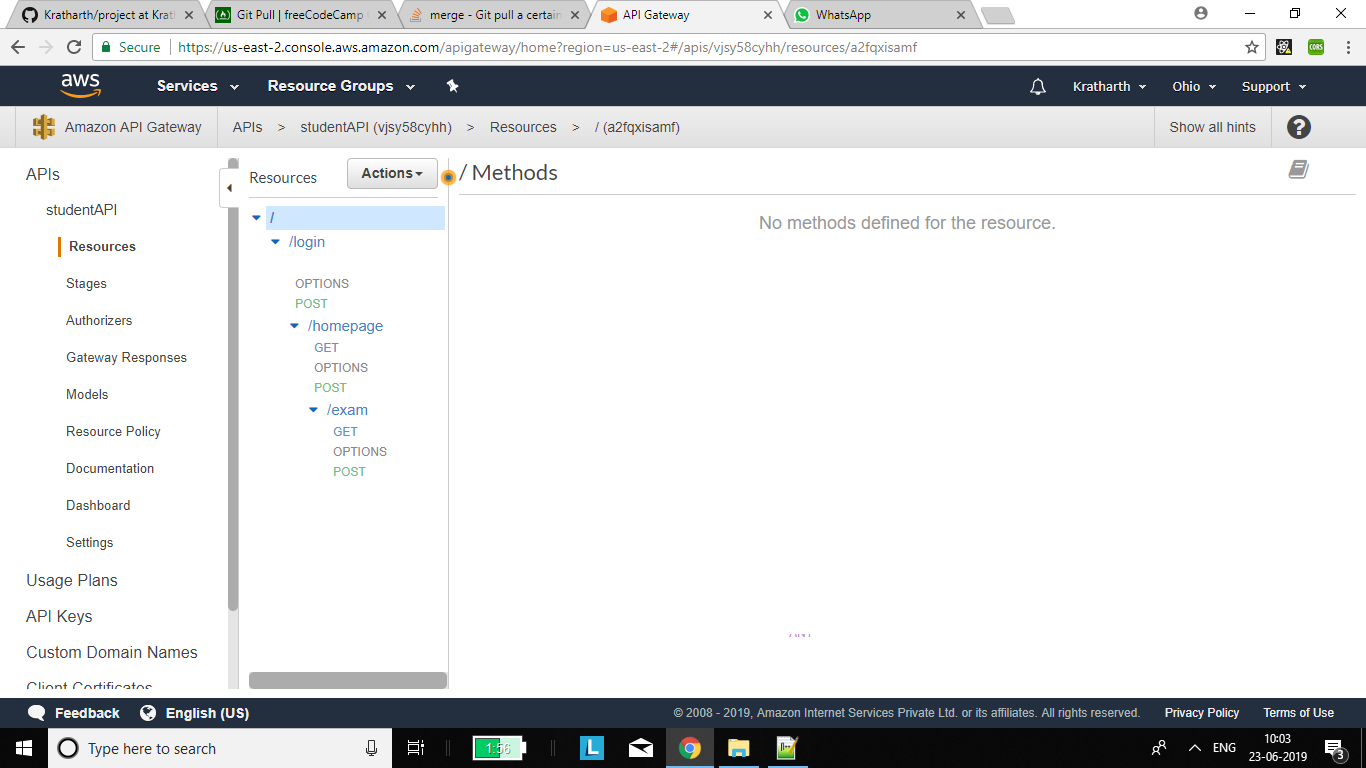 Kratharth/project at Krati
Git Pull | freeCodeCamp
merge - Git pull a certain
API Gateway
WhatsApp
Secure
https://us-east-2.console.aws.amazon.com/apigateway/home?region=us-east-2#/apis/vjsy58cyhh/resources/a2fqxisamf
CORS
aws
Services
Resource Groups
Kratharth
Ohio
Support
Amazon API Gateway
APIs > studentAPI (vjsy58cyhh) > Resources > / (a2fqxisamf)
Show all hints
?
APIs
studentAPI
Resources
Stages
Authorizers
Gateway Responses
Models
Resource Policy
Documentation
Dashboard
Settings
Usage Plans
API Keys
Custom Domain Names
Client Certificates
Resources
Actions
/
/login
OPTIONS
POST
/homepage
GET
OPTIONS
POST
/exam
GET
OPTIONS
POST
/ Methods
No methods defined for the resource.
Feedback
English (US)
© 2008 - 2019, Amazon Internet Services Private Ltd. or its affiliates. All rights reserved.
Privacy Policy
Terms of Use
Type here to search
1:56
L
ENG
10:03
23-06-2019
3